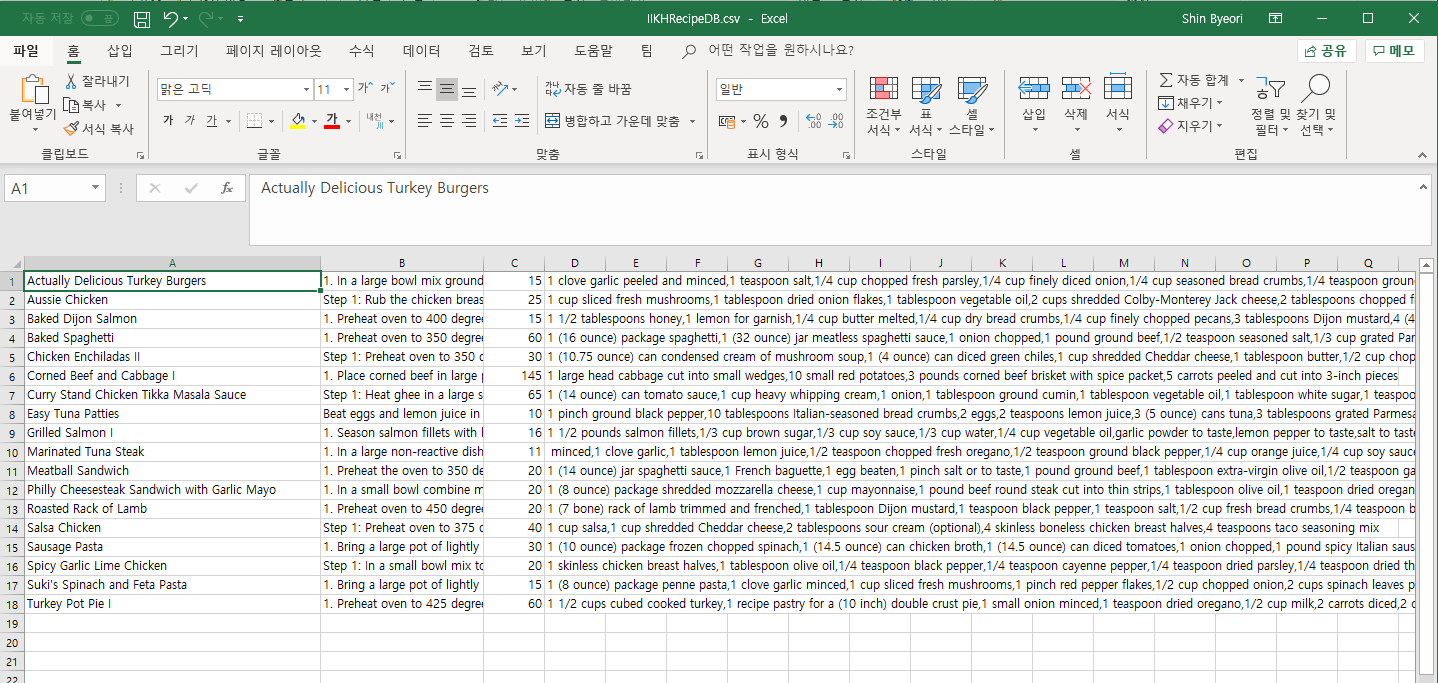 자동 저장 끔 IIKHRecipeDB.csv - Excel Shin Byeori
파일 홈 삽입 그리기 페이지 레이아웃 수식 데이터 검토 보기 도움말 팀 어떤 작업을 원하시나요? 공유 메모
붙여넣기 잘라내기 복사 서식 복사
클립보드
맑은 고딕 11 가 가
가 가 가 가 내천
글꼴
가나다 자동 줄 바꿈
병합하고 가운데 맞춤
맞춤
일반
% 9 .00 .00
표시 형식
조건부 서식 표 서식 셀 스타일
스타일
삽입 삭제 서식
셀
자동 합계 채우기 지우기 정렬 및 필터 찾기 및 선택
편집
A1 fx Actually Delicious Turkey Burgers
A B C D E F G H I J K L M N O P Q
1 Actually Delicious Turkey Burgers 1. In a large bowl mix ground 15 1 clove garlic peeled and minced,1 teaspoon salt,1/4 cup chopped fresh parsley,1/4 cup finely diced onion,1/4 cup seasoned bread crumbs,1/4 teaspoon groun
2 Aussie Chicken Step 1: Rub the chicken breas 25 1 cup sliced fresh mushrooms,1 tablespoon dried onion flakes,1 tablespoon vegetable oil,2 cups shredded Colby-Monterey Jack cheese,2 tablespoons chopped f
3 Baked Dijon Salmon 1. Preheat oven to 400 degree 15 1 1/2 tablespoons honey,1 lemon for garnish,1/4 cup butter melted,1/4 cup dry bread crumbs,1/4 cup finely chopped pecans,3 tablespoons Dijon mustard,4 (4
4 Baked Spaghetti 1. Preheat oven to 350 degree 60 1 (16 ounce) package spaghetti,1 (32 ounce) jar meatless spaghetti sauce,1 onion chopped,1 pound ground beef,1/2 teaspoon seasoned salt,1/3 cup grated Par
5 Chicken Enchiladas II Step 1: Preheat oven to 350 d 30 1 (10.75 ounce) can condensed cream of mushroom soup,1 (4 ounce) can diced green chiles,1 cup shredded Cheddar cheese,1 tablespoon butter,1/2 cup chop
6 Corned Beef and Cabbage I 1. Place corned beef in large p 145 1 large head cabbage cut into small wedges,10 small red potatoes,3 pounds corned beef brisket with spice packet,5 carrots peeled and cut into 3-inch pieces
7 Curry Stand Chicken Tikka Masala Sauce Step 1: Heat ghee in a large s 65 1 (14 ounce) can tomato sauce,1 cup heavy whipping cream,1 onion,1 tablespoon ground cumin,1 tablespoon vegetable oil,1 tablespoon white sugar,1 teaspoo
8 Easy Tuna Patties Beat eggs and lemon juice in 10 1 pinch ground black pepper,10 tablespoons Italian-seasoned bread crumbs,2 eggs,2 teaspoons lemon juice,3 (5 ounce) cans tuna,3 tablespoons grated Parmesa
9 Grilled Salmon I 1. Season salmon fillets with l 16 1 1/2 pounds salmon fillets,1/3 cup brown sugar,1/3 cup soy sauce,1/3 cup water,1/4 cup vegetable oil,garlic powder to taste,lemon pepper to taste,salt to taste
10 Marinated Tuna Steak 1. In a large non-reactive dish 11 minced,1 clove garlic,1 tablespoon lemon juice,1/2 teaspoon chopped fresh oregano,1/2 teaspoon ground black pepper,1/4 cup orange juice,1/4 cup soy sauce
11 Meatball Sandwich 1. Preheat the oven to 350 de 20 1 (14 ounce) jar spaghetti sauce,1 French baguette,1 egg beaten,1 pinch salt or to taste,1 pound ground beef,1 tablespoon extra-virgin olive oil,1/2 teaspoon ga
12 Philly Cheesesteak Sandwich with Garlic Mayo 1. In a small bowl combine m 20 1 (8 ounce) package shredded mozzarella cheese,1 cup mayonnaise,1 pound beef round steak cut into thin strips,1 tablespoon olive oil,1 teaspoon dried oregan
13 Roasted Rack of Lamb 1. Preheat oven to 450 degree 20 1 (7 bone) rack of lamb trimmed and frenched,1 tablespoon Dijon mustard,1 teaspoon black pepper,1 teaspoon salt,1/2 cup fresh bread crumbs,1/4 teaspoon b
14 Salsa Chicken Step 1: Preheat oven to 375 d 40 1 cup salsa,1 cup shredded Cheddar cheese,2 tablespoons sour cream (optional),4 skinless boneless chicken breast halves,4 teaspoons taco seasoning mix
15 Sausage Pasta 1. Bring a large pot of lightly 30 1 (10 ounce) package frozen chopped spinach,1 (14.5 ounce) can chicken broth,1 (14.5 ounce) can diced tomatoes,1 onion chopped,1 pound spicy Italian saus
16 Spicy Garlic Lime Chicken Step 1: In a small bowl mix to 20 1 skinless chicken breast halves,1 tablespoon olive oil,1/4 teaspoon black pepper,1/4 teaspoon cayenne pepper,1/4 teaspoon dried parsley,1/4 teaspoon dried th
17 Suki's Spinach and Feta Pasta 1. Bring a large pot of lightly 15 1 (8 ounce) package penne pasta,1 clove garlic minced,1 cup sliced fresh mushrooms,1 pinch red pepper flakes,1/2 cup chopped onion,2 cups spinach leaves p
18 Turkey Pot Pie I 1. Preheat oven to 425 degree 60 1 1/2 cups cubed cooked turkey,1 recipe pastry for a (10 inch) double crust pie,1 small onion minced,1 teaspoon dried oregano,1/2 cup milk,2 carrots diced,2 c
19
20
21
22